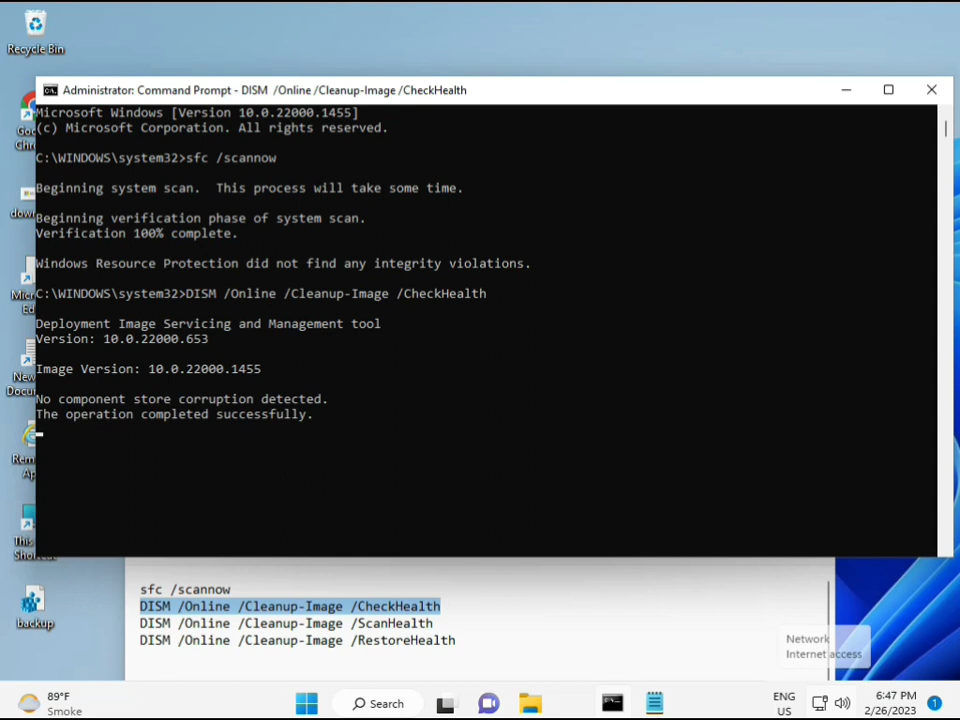 Recycle Bin
Administrator: Command Prompt - DISM /Online /Cleanup-Image /CheckHealth
Microsoft Windows [Version 10.0.22000.1455]
(c) Microsoft Corporation. All rights reserved.
C:\WINDOWS\system32>sfc /scannow
Beginning system scan.  This process will take some time.
Beginning verification phase of system scan.
Verification 100% complete.
Windows Resource Protection did not find any integrity violations.
C:\WINDOWS\system32>DISM /Online /Cleanup-Image /CheckHealth
Deployment Image Servicing and Management tool
Version: 10.0.22000.653
Image Version: 10.0.22000.1455
No component store corruption detected.
The operation completed successfully.
backup
sfc /scannow
DISM /Online /Cleanup-Image /CheckHealth
DISM /Online /Cleanup-Image /ScanHealth
DISM /Online /Cleanup-Image /RestoreHealth
Network
Internet access
89°F
Smoke
Search
ENG
US
6:47 PM
2/26/2023
1